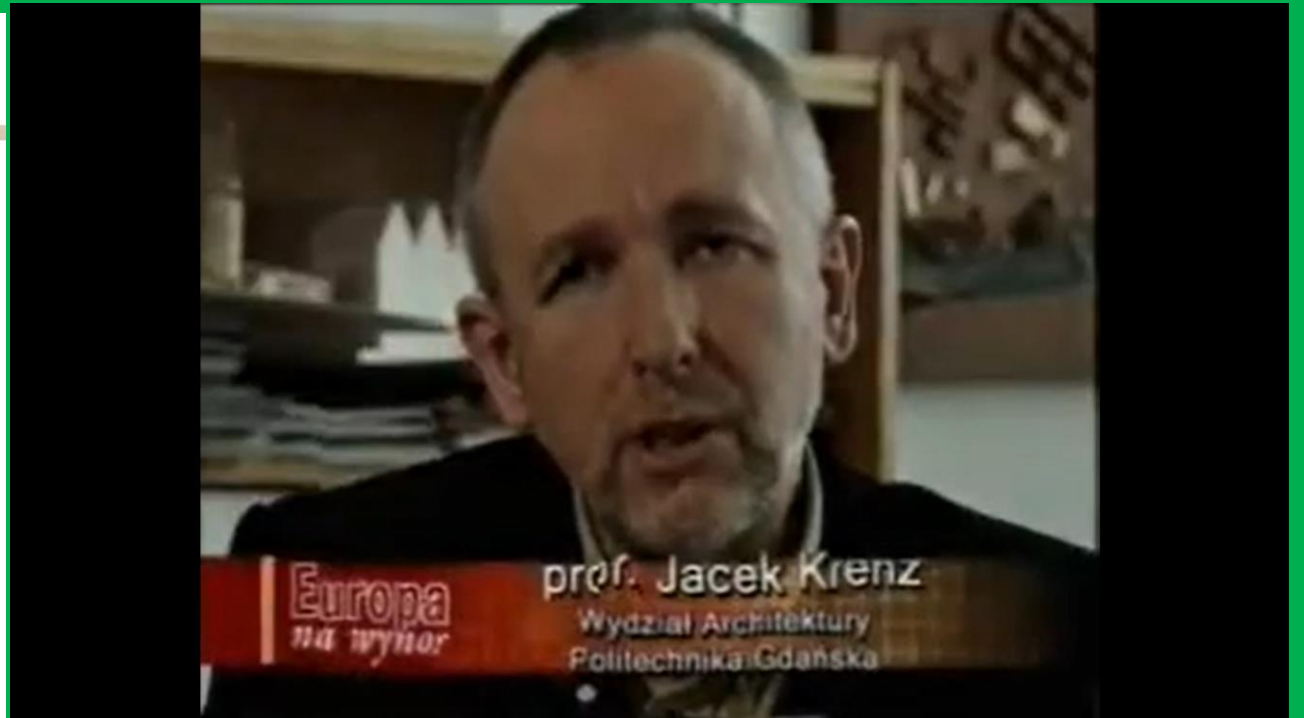 Europa
na wynos
prof. Jacek Krenz
Wydział Architektury
Politechnika Gdańska